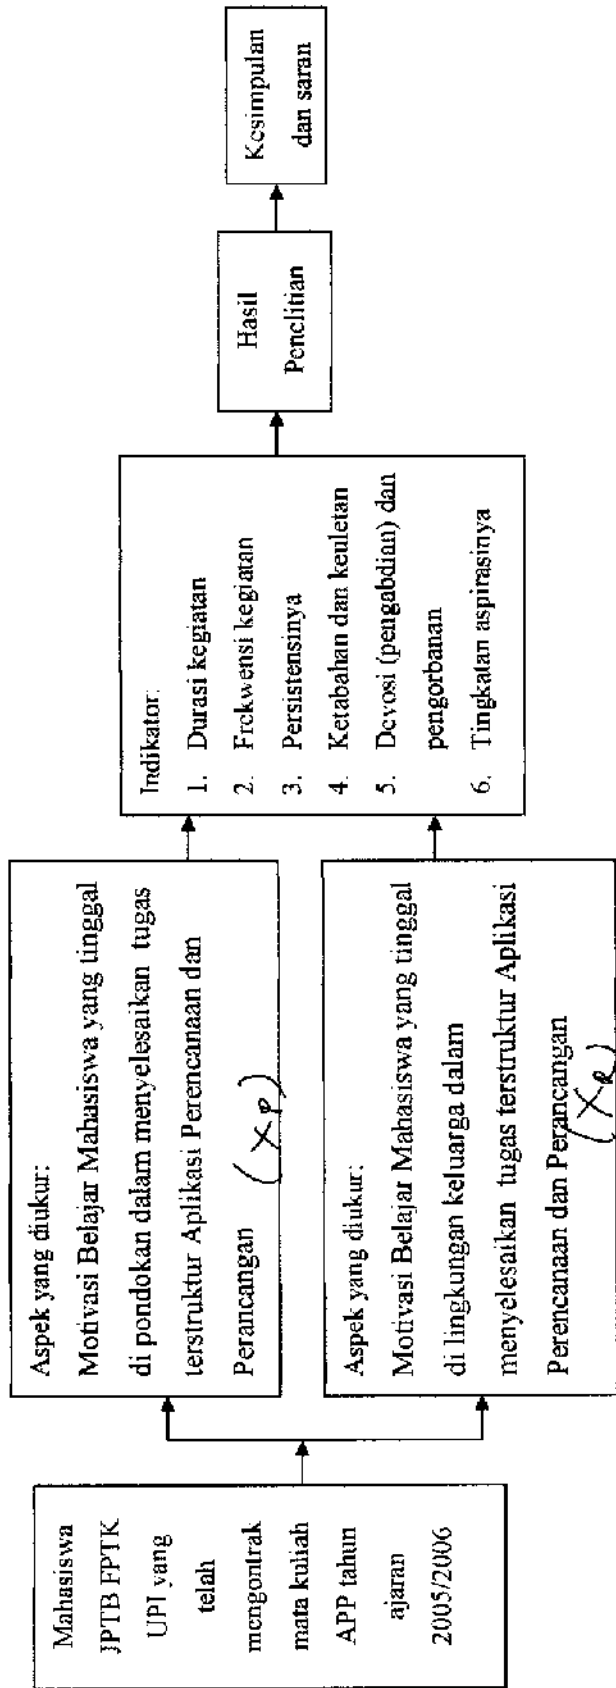 Mahasiswa
JPTB FPTK
UPI yang
telah
mengontrak
mata kuliah
APP tahun
ajaran
2005/2006
Aspek yang diukur:
Motivasi Belajar Mahasiswa yang tinggal
di pondokan dalam menyelesaikan tugas
terstruktur Aplikasi Perencanaan dan
Perancangan (XP)
Aspek yang diukur:
Motivasi Belajar Mahasiswa yang tinggal
di lingkungan keluarga dalam
menyelesaikan tugas terstruktur Aplikasi
Perencanaan dan Perancangan
(XR)
Indikator:
1. Durasi kegiatan
2. Frekwensi kegiatan
3. Persistensinya
4. Ketabahan dan keuletan
5. Devosi (pengabdian) dan
pengorbanan
6. Tingkatan aspirasinya
Hasil
Penelitian
Kesimpulan
dan saran